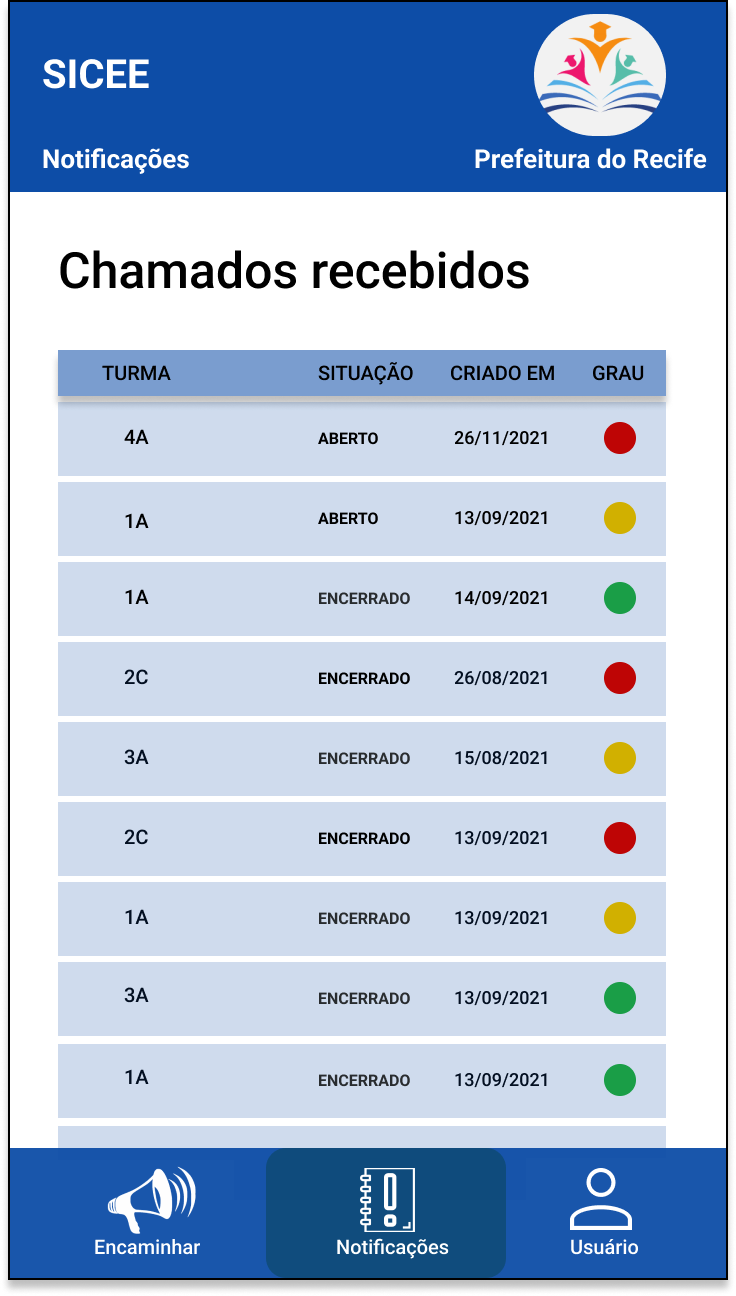 SICEE
Notificações
Prefeitura do Recife
Chamados recebidos
TURMA SITUAÇÃO CRIADO EM GRAU
4A ABERTO 26/11/2021
1A ABERTO 13/09/2021
1A ENCERRADO 14/09/2021
2C ENCERRADO 26/08/2021
3A ENCERRADO 15/08/2021
2C ENCERRADO 13/09/2021
1A ENCERRADO 13/09/2021
3A ENCERRADO 13/09/2021
1A ENCERRADO 13/09/2021
Encaminhar Notificações Usuário